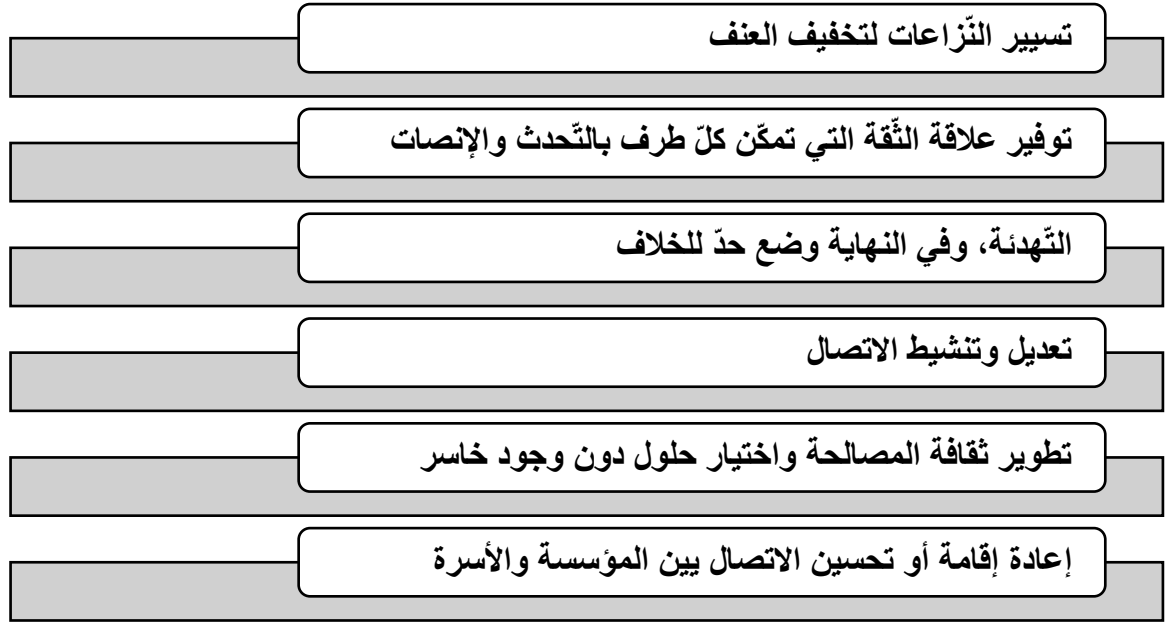 تسيير النّزاعات لتخفيف العنف
توفير علاقة الثّقة التي تمكّن كلّ طرف بالتّحدث والإنصات
التّهدئة، وفي النهاية وضع حدّ للخلاف
تعديل وتنشيط الاتصال
تطوير ثقافة المصالحة واختيار حلول دون وجود خاسر
إعادة إقامة أو تحسين الاتصال يين المؤسسة والأسرة